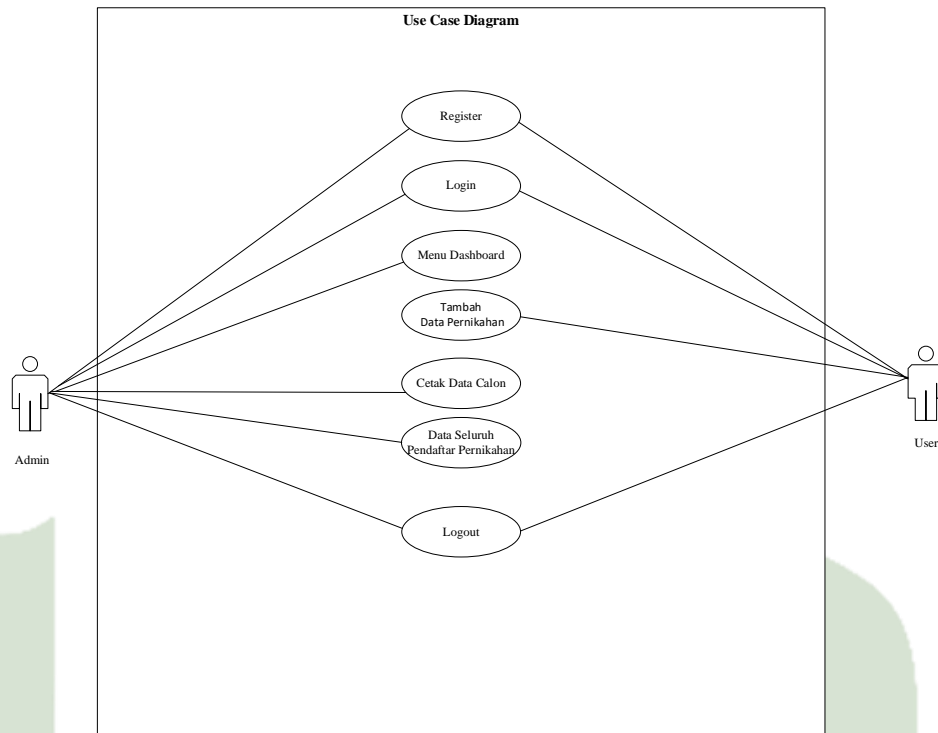 Use Case Diagram
Register
Login
Menu Dashboard
Tambah
Data Pernikahan
Cetak Data Calon
Data Seluruh
Pendaftar Pernikahan
Logout
Admin
User